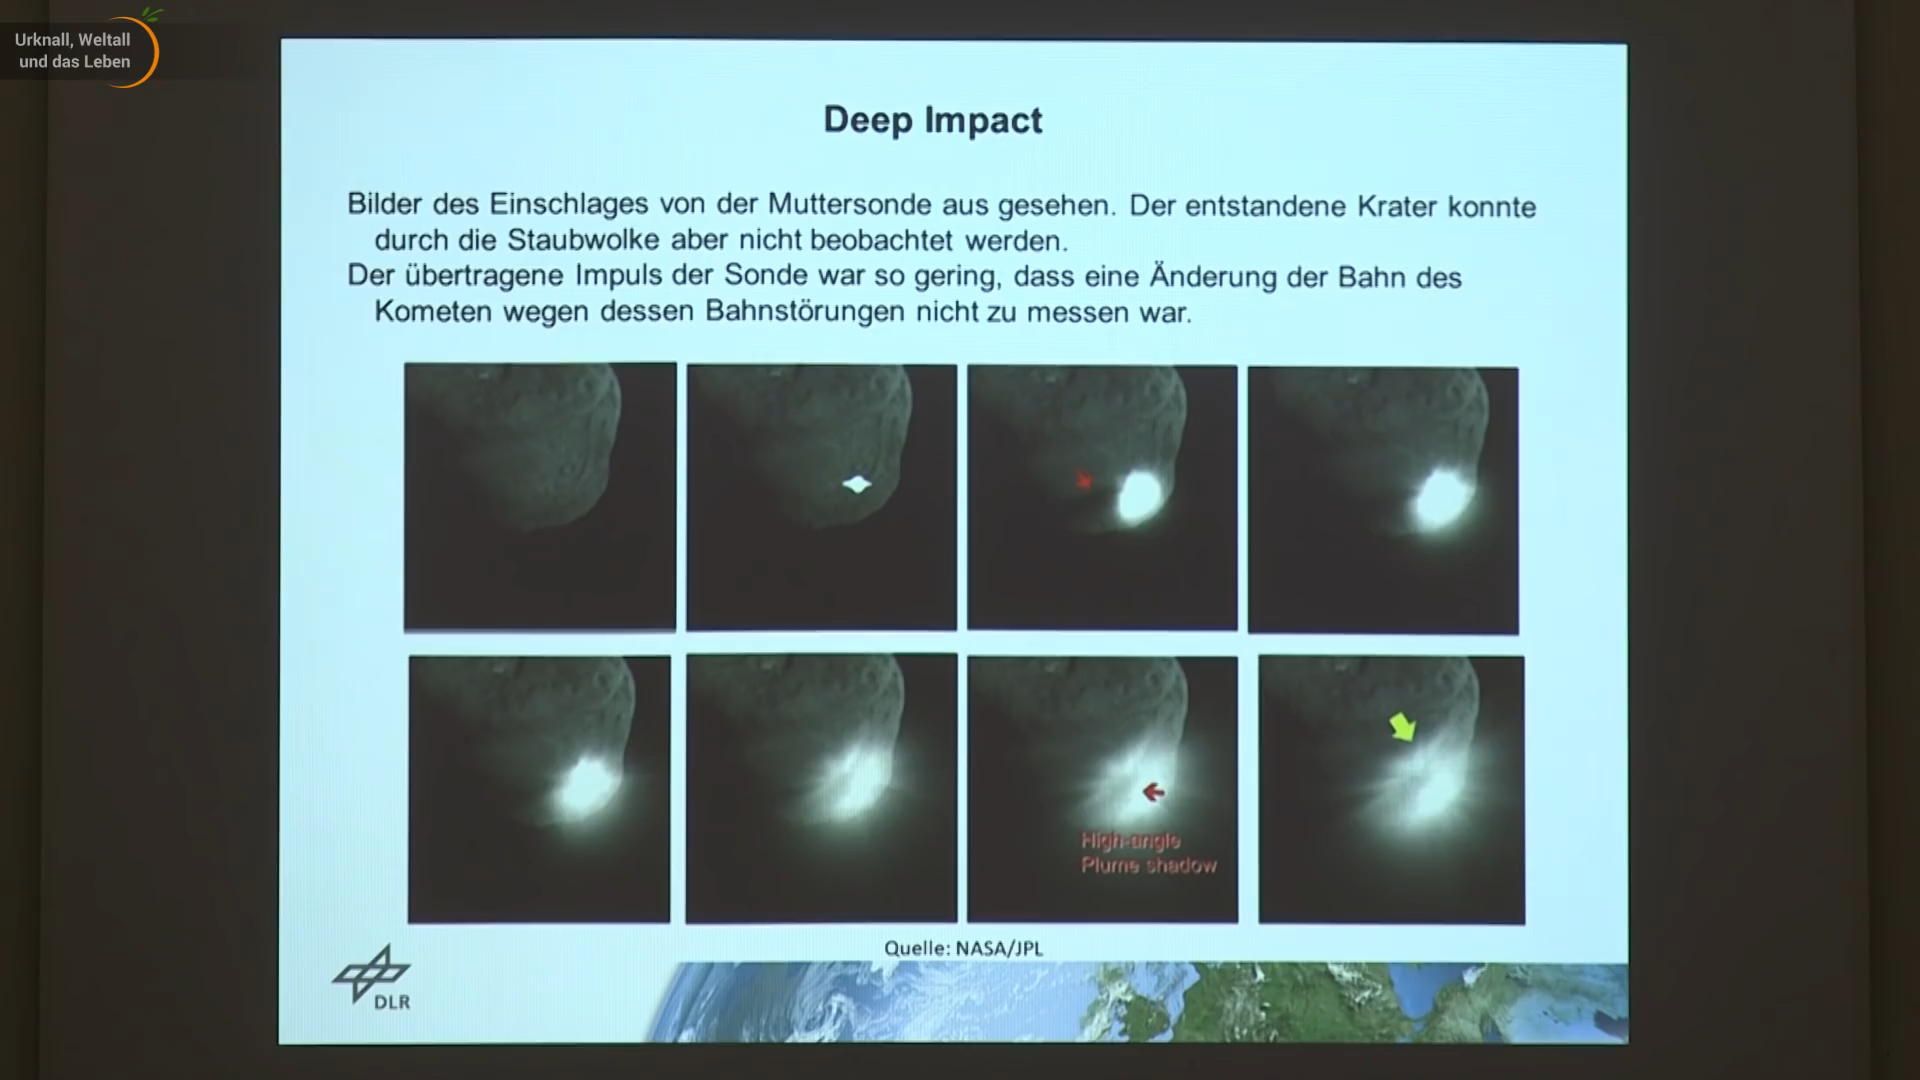 Urknall, Weltall
und das Leben
Deep Impact
Bilder des Einschlages von der Muttersonde aus gesehen. Der entstandene Krater konnte
durch die Staubwolke aber nicht beobachtet werden.
Der übertragene Impuls der Sonde war so gering, dass eine Änderung der Bahn des
Kometen wegen dessen Bahnstörungen nicht zu messen war.
High-angle
Plume shadow
Quelle: NASA/JPL
DLR